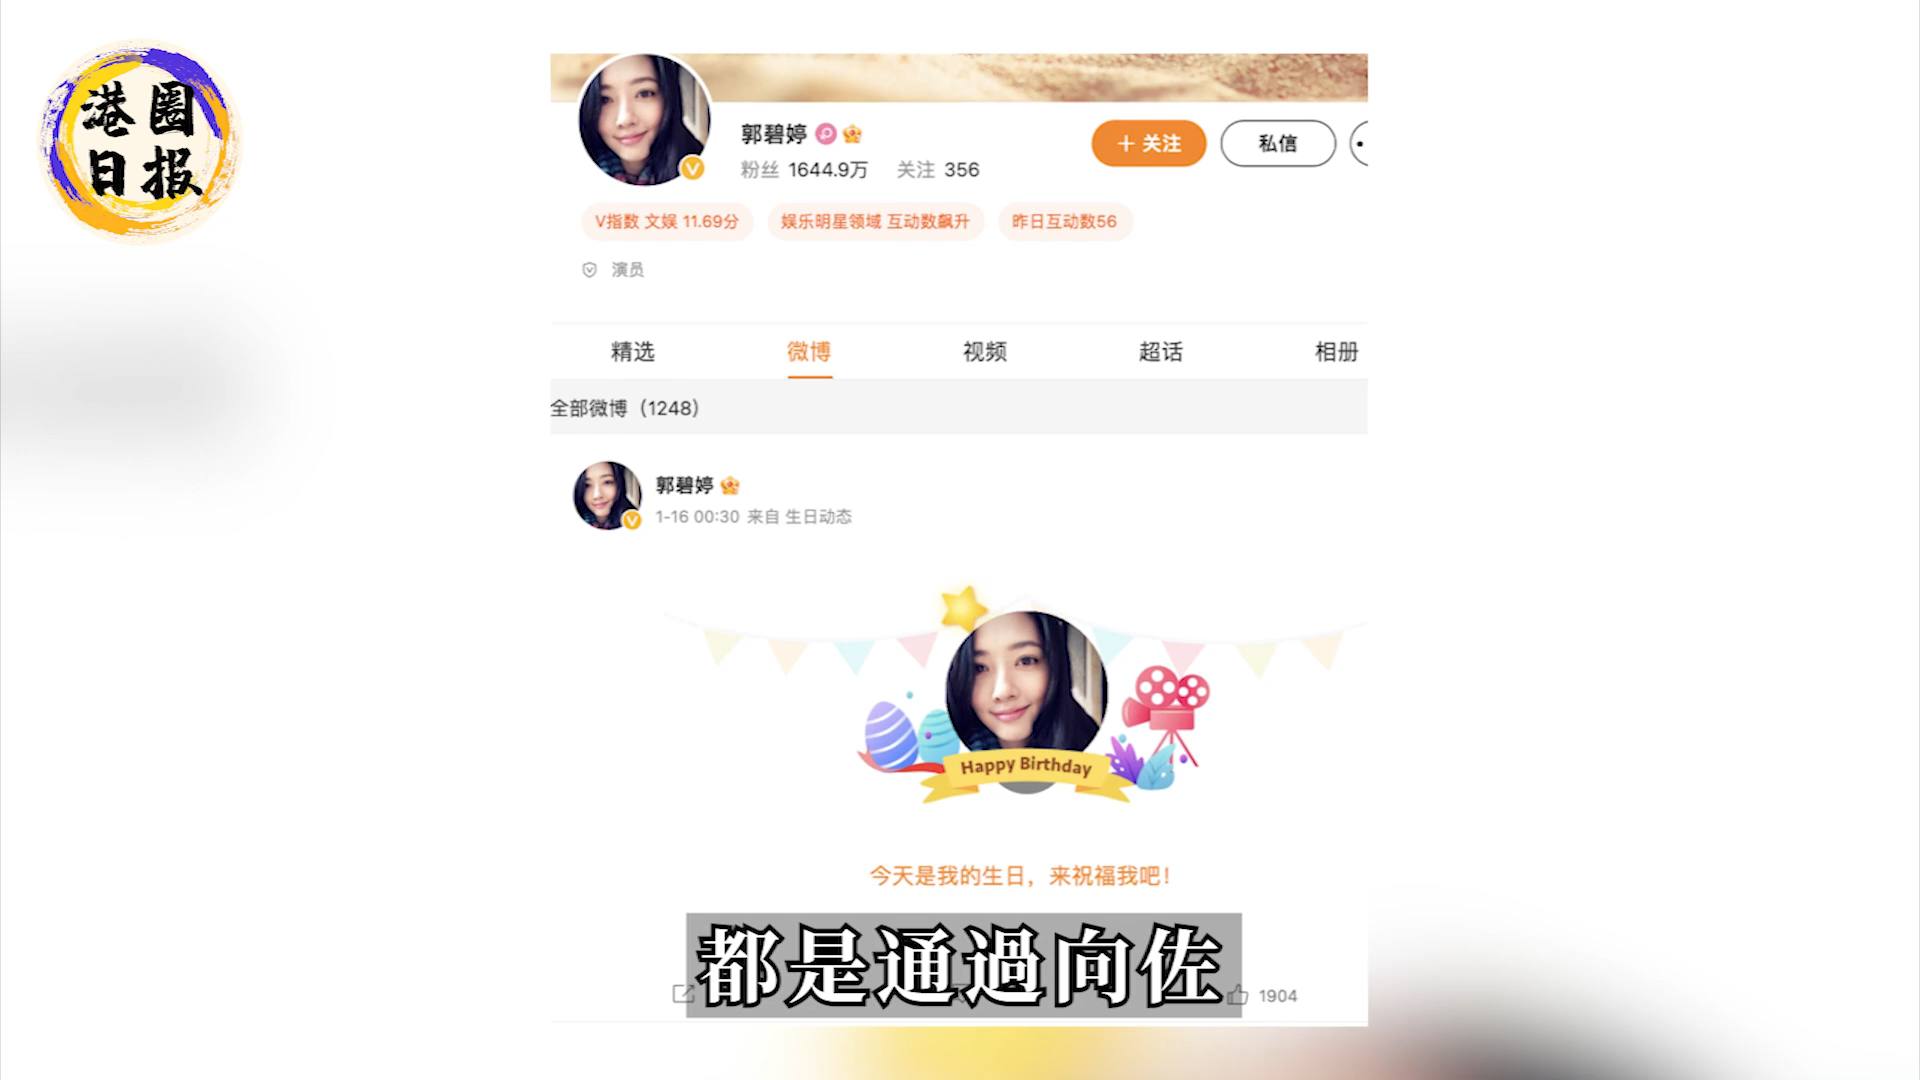 港圈
日报
郭碧婷
粉丝 1644.9万 关注 356
+ 关注
私信
V指数 文娱 11.69分
娱乐明星领域 互动数飙升
昨日互动数56
演员
精选
微博
视频
超话
相册
全部微博（1248）
郭碧婷
1-16 00:30 来自 生日动态
Happy Birthday
今天是我的生日，来祝福我吧！
都是通過向佐
1904